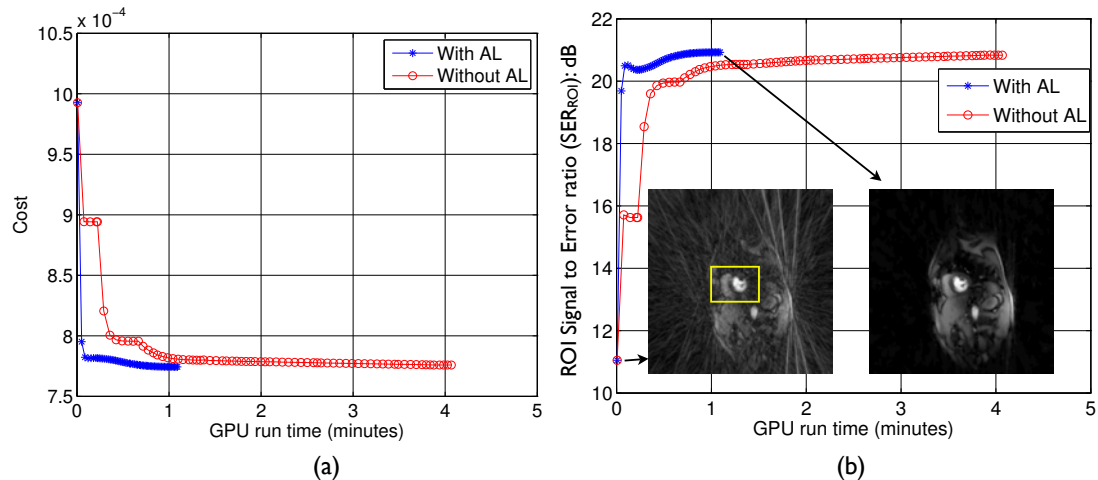 (a)
x 10⁻⁴
10.5
10
9.5
9
8.5
8
7.5
Cost
With AL
Without AL
0 1 2 3 4 5
GPU run time (minutes)
(a)
(b)
22
20
18
16
14
12
10
ROI Signal to Error ratio (SER_ROI): dB
With AL
Without AL
0 1 2 3 4 5
GPU run time (minutes)
(b)